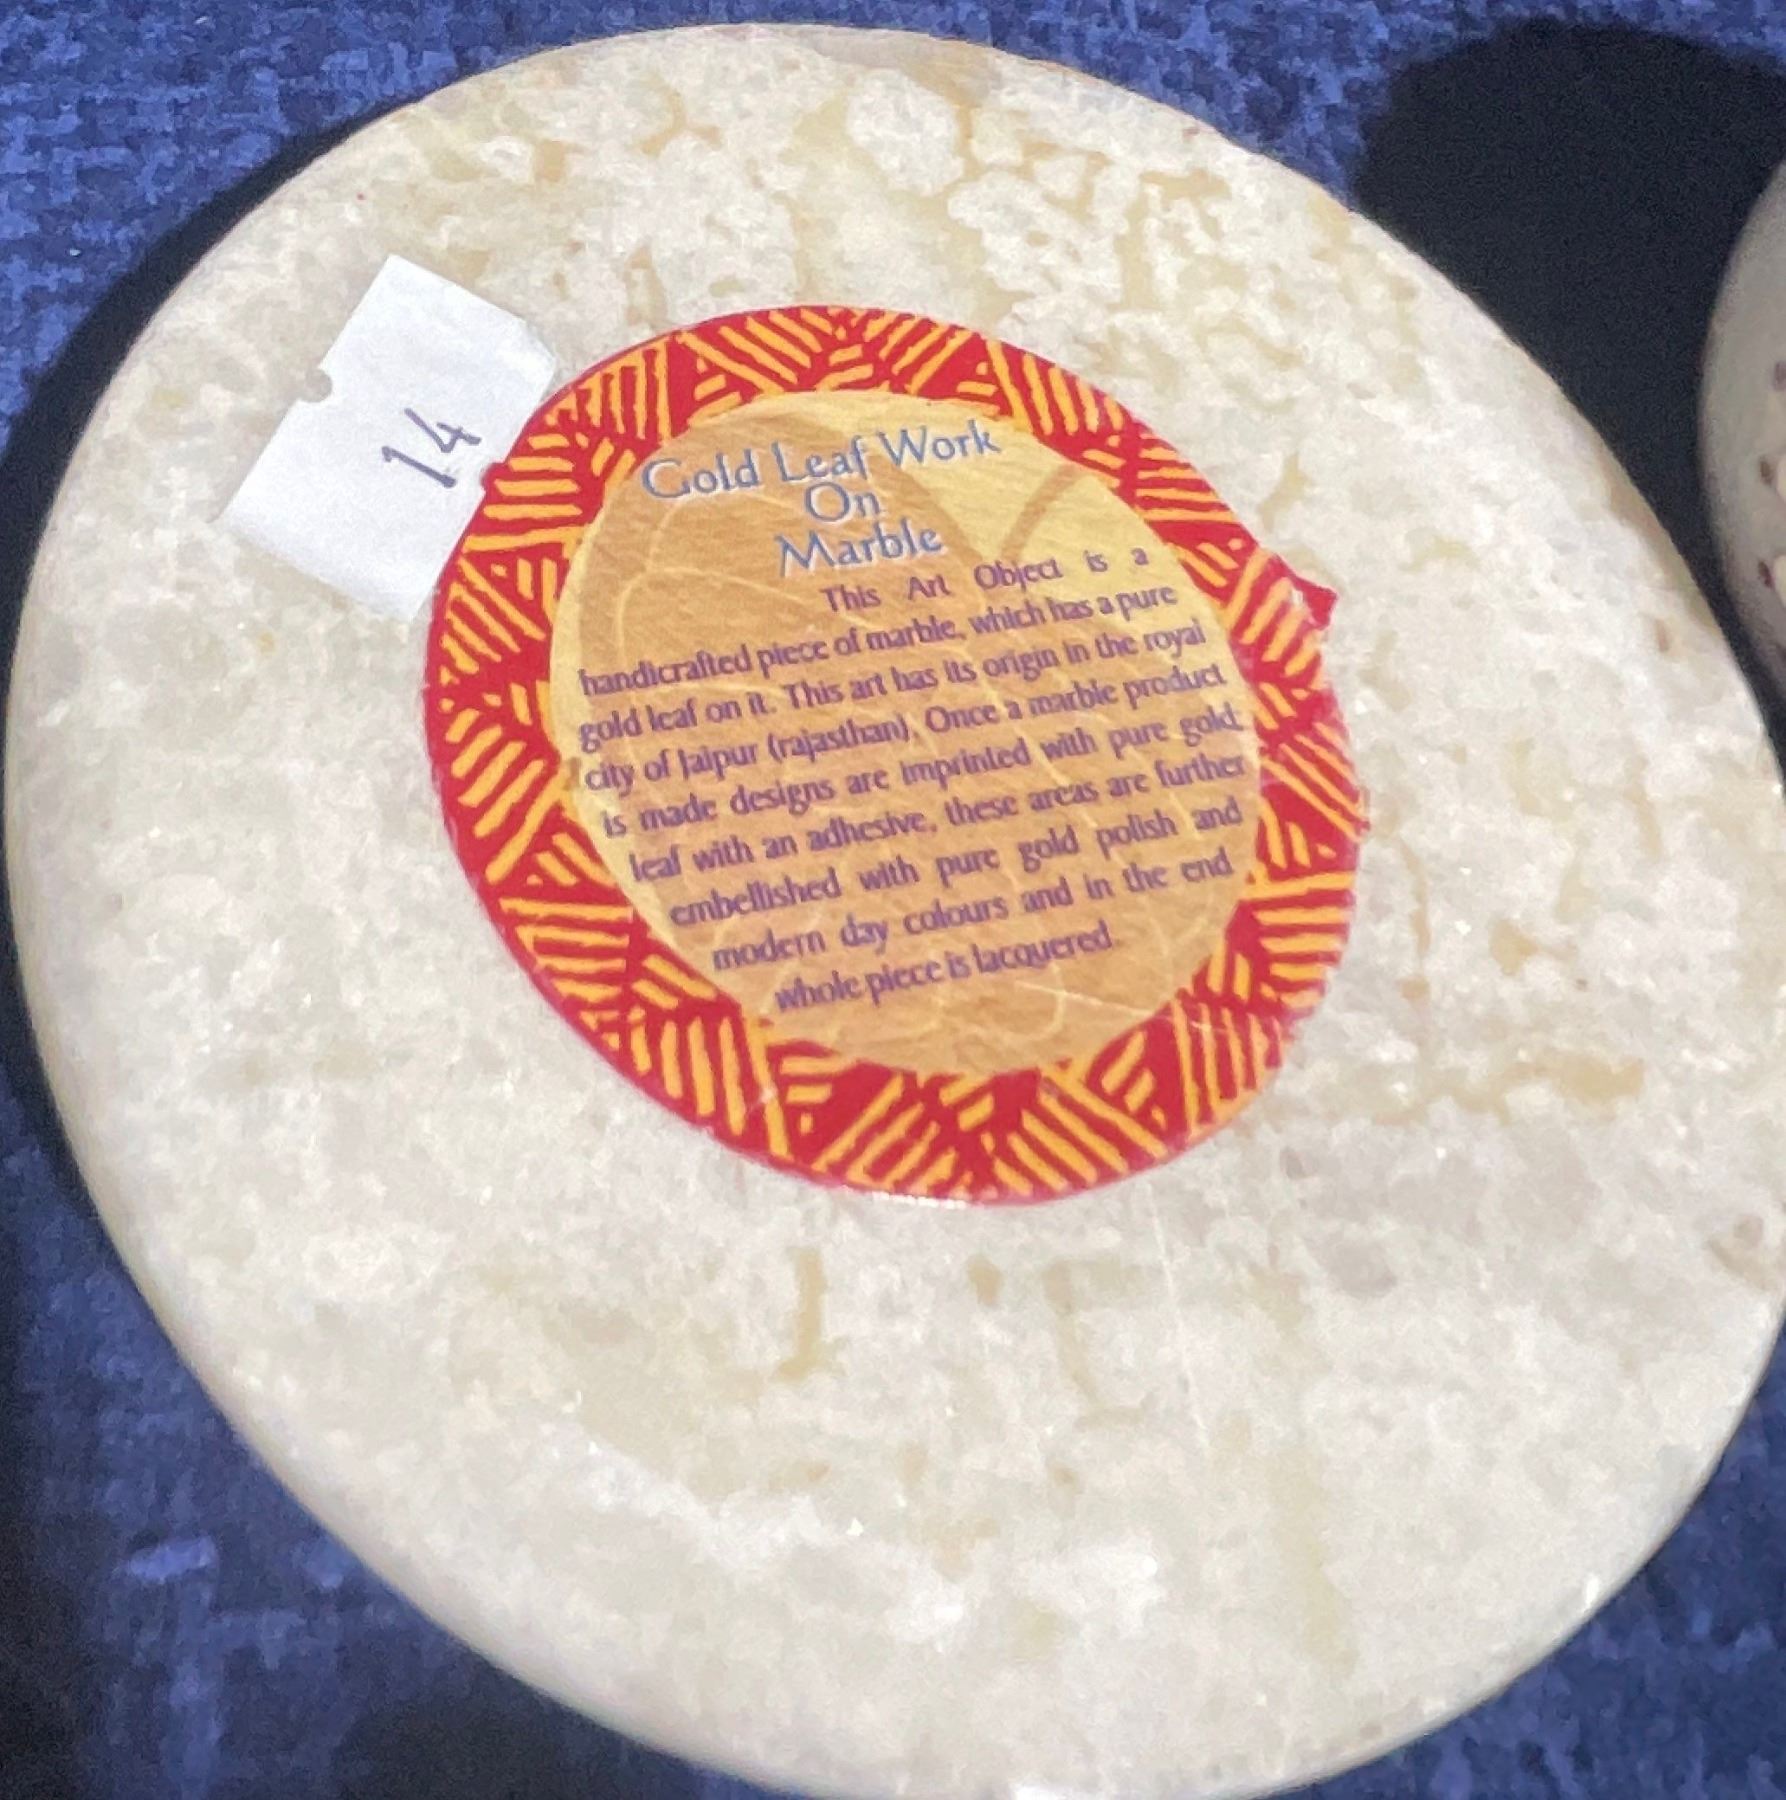 14
Gold Leaf Work
On
Marble
This Art Object is a
handicrafted piece of marble, which has a pure
gold leaf on it. This art has its origin in the royal
city of Jaipur (rajasthan). Once a marble product
is made designs are imprinted with pure gold
leaf with an adhesive, these areas are further
embellished with pure gold polish and
modern day colours and in the end
whole piece is lacquered.